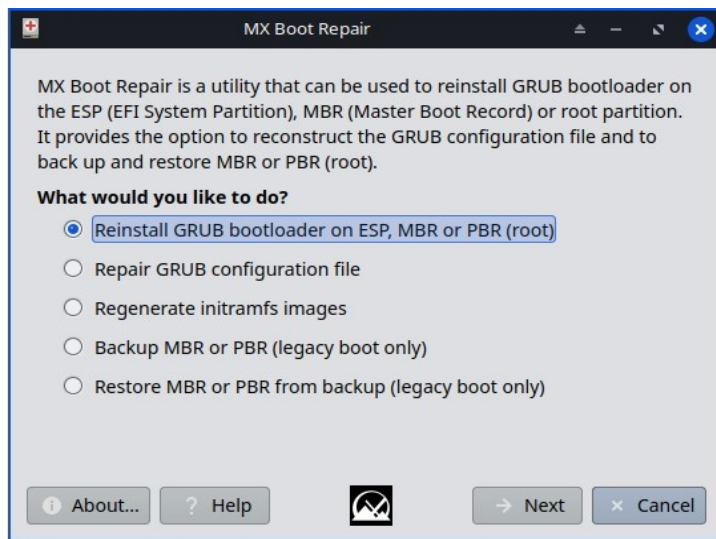 MX Boot Repair
MX Boot Repair is a utility that can be used to reinstall GRUB bootloader on
the ESP (EFI System Partition), MBR (Master Boot Record) or root partition.
It provides the option to reconstruct the GRUB configuration file and to
back up and restore MBR or PBR (root).
What would you like to do?
Reinstall GRUB bootloader on ESP, MBR or PBR (root)
Repair GRUB configuration file
Regenerate initramfs images
Backup MBR or PBR (legacy boot only)
Restore MBR or PBR from backup (legacy boot only)
About... Help Next Cancel